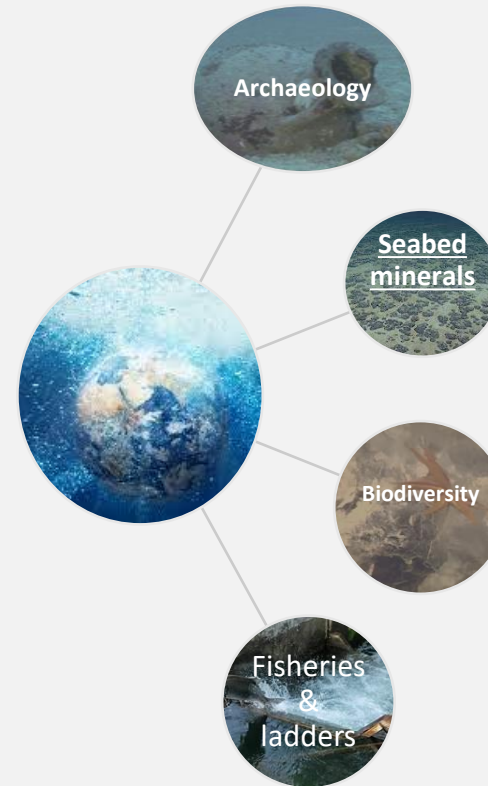 Archaeology
Seabed
minerals
Biodiversity
Fisheries
&
ladders